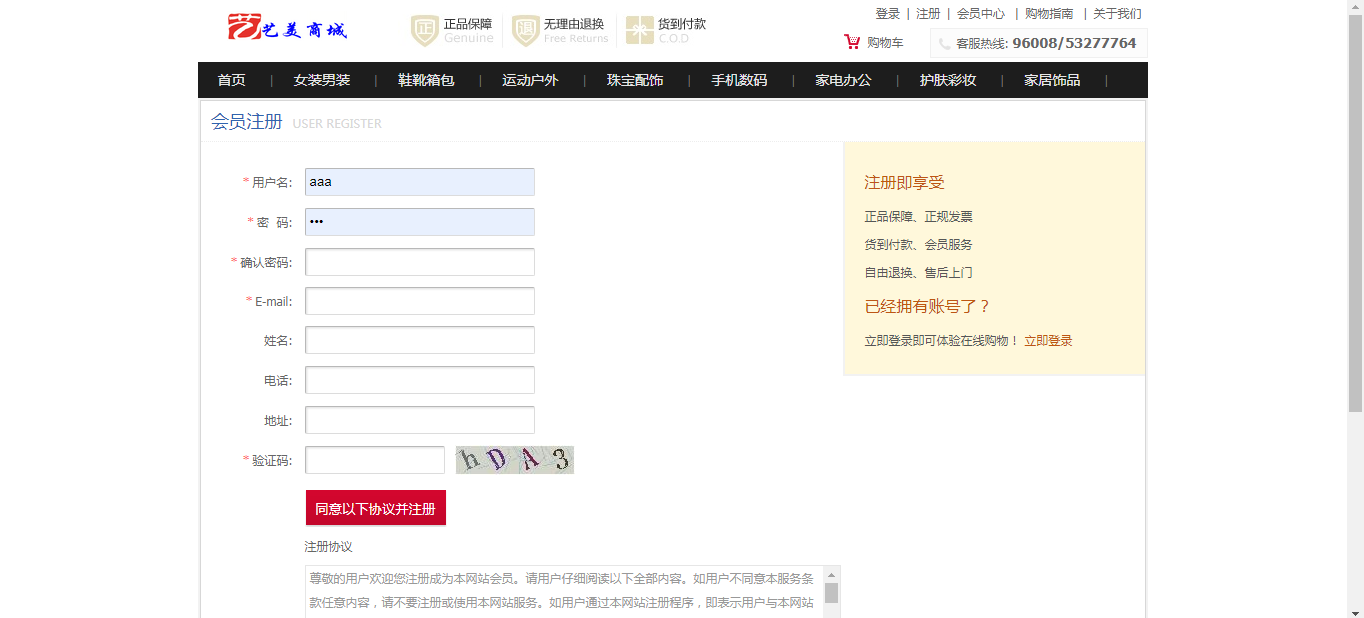 艺 艺美商城
正品保障
Genuine
无理由退换
Free Returns
货到付款
C.O.D
登录 | 注册 | 会员中心 | 购物指南 | 关于我们
购物车
客服热线: 96008/53277764
首页 | 女装男装 | 鞋靴箱包 | 运动户外 | 珠宝配饰 | 手机数码 | 家电办公 | 护肤彩妆 | 家居饰品 |
会员注册 USER REGISTER
* 用户名: aaa
* 密 码: •••
* 确认密码:
* E-mail:
姓名:
电话:
地址:
* 验证码: hDA3
同意以下协议并注册
注册协议
尊敬的用户欢迎您注册成为本网站会员。请用户仔细阅读以下全部内容。如用户不同意本服务条
款任意内容，请不要注册或使用本网站服务。如用户通过本网站注册程序，即表示用户与本网站
注册即享受
正品保障、正规发票
货到付款、会员服务
自由退换、售后上门
已经拥有账号了？
立即登录即可体验在线购物！ 立即登录